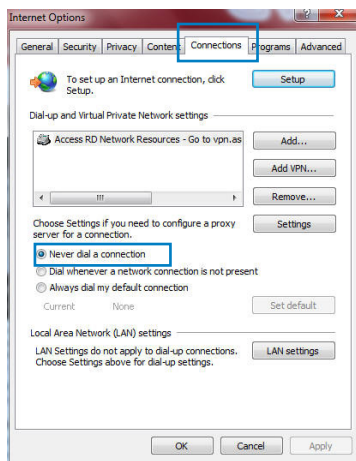 Internet Options
General Security Privacy Content Connections Programs Advanced
To set up an Internet connection, click
Setup.
Setup
Dial-up and Virtual Private Network settings
Access RD Network Resources - Go to vpn.as
Add...
Add VPN...
Remove...
Choose Settings if you need to configure a proxy
server for a connection.
Settings
Never dial a connection
Dial whenever a network connection is not present
Always dial my default connection
Current None
Set default
Local Area Network (LAN) settings
LAN Settings do not apply to dial-up connections.
Choose Settings above for dial-up settings.
LAN settings
OK Cancel Apply